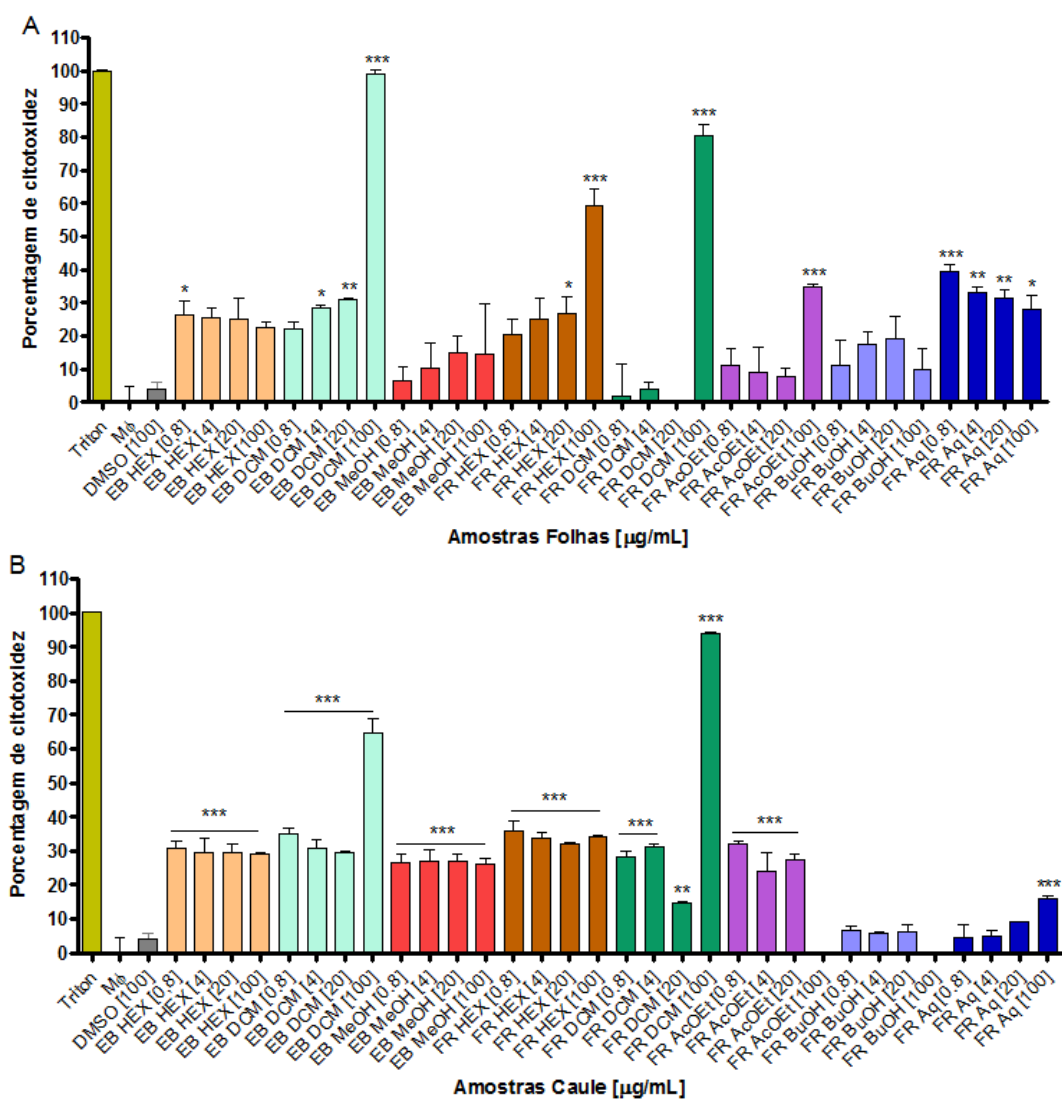 A
Porcentagem de citotoxidez
110
100
90
80
70
60
50
40
30
20
10
0
***
***
***
***
***
*
*
**
*
**
**
*
Triton
Mϕ
DMSO [100]
EB HEX [0,8]
EB HEX [4]
EB HEX [20]
EB HEX [100]
EB DCM [0,8]
EB DCM [4]
EB DCM [20]
EB DCM [100]
EB MeOH [0,8]
EB MeOH [4]
EB MeOH [20]
EB MeOH [100]
FR HEX [0,8]
FR HEX [4]
FR HEX [20]
FR HEX [100]
FR DCM [0,8]
FR DCM [4]
FR DCM [20]
FR DCM [100]
FR AcOEt [0,8]
FR AcOEt [4]
FR AcOEt [20]
FR AcOEt [100]
FR BuOH [0,8]
FR BuOH [4]
FR BuOH [20]
FR BuOH [100]
FR Aq [0,8]
FR Aq [4]
FR Aq [20]
FR Aq [100]
Amostras Folhas [µg/mL]
B
Porcentagem de citotoxidez
110
100
90
80
70
60
50
40
30
20
10
0
***
***
***
***
***
***
**
***
***
***
Triton
Mϕ
DMSO [100]
EB HEX [0,8]
EB HEX [4]
EB HEX [20]
EB HEX [100]
EB DCM [0,8]
EB DCM [4]
EB DCM [20]
EB DCM [100]
EB MeOH [0,8]
EB MeOH [4]
EB MeOH [20]
EB MeOH [100]
FR HEX [0,8]
FR HEX [4]
FR HEX [20]
FR HEX [100]
FR DCM [0,8]
FR DCM [4]
FR DCM [20]
FR DCM [100]
FR AcOEt [0,8]
FR AcOEt [4]
FR AcOEt [20]
FR AcOEt [100]
FR BuOH [0,8]
FR BuOH [4]
FR BuOH [20]
FR BuOH [100]
FR Aq [0,8]
FR Aq [4]
FR Aq [20]
FR Aq [100]
Amostras Caule [µg/mL]